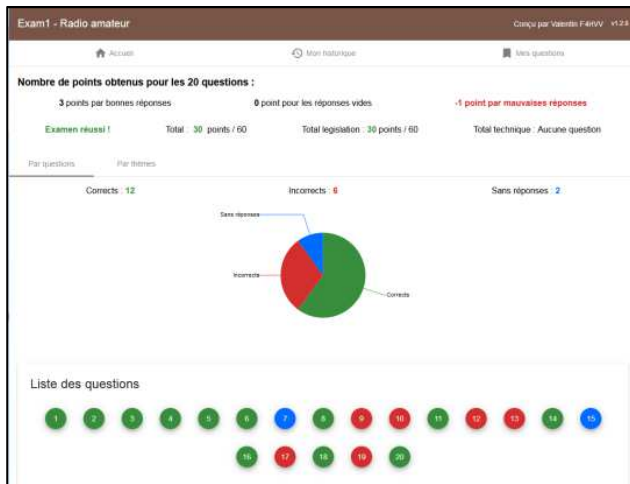 Exam1 - Radio amateur
Conçu par Valentin F4HVV v1.2.6
Accueil Mon historique Mes questions
Nombre de points obtenus pour les 20 questions :
3 points par bonnes réponses 0 point pour les réponses vides -1 point par mauvaises réponses
Examen réussi ! Total : 30 points / 60 Total legislation : 30 points / 60 Total technique : Aucune question
Par questions Par thèmes
Corrects : 12 Incorrects : 6 Sans réponses : 2
Sans réponses
Incorrects
Corrects
Liste des questions
1 2 3 4 5 6 7 8 9 10 11 12 13 14 15
16 17 18 19 20